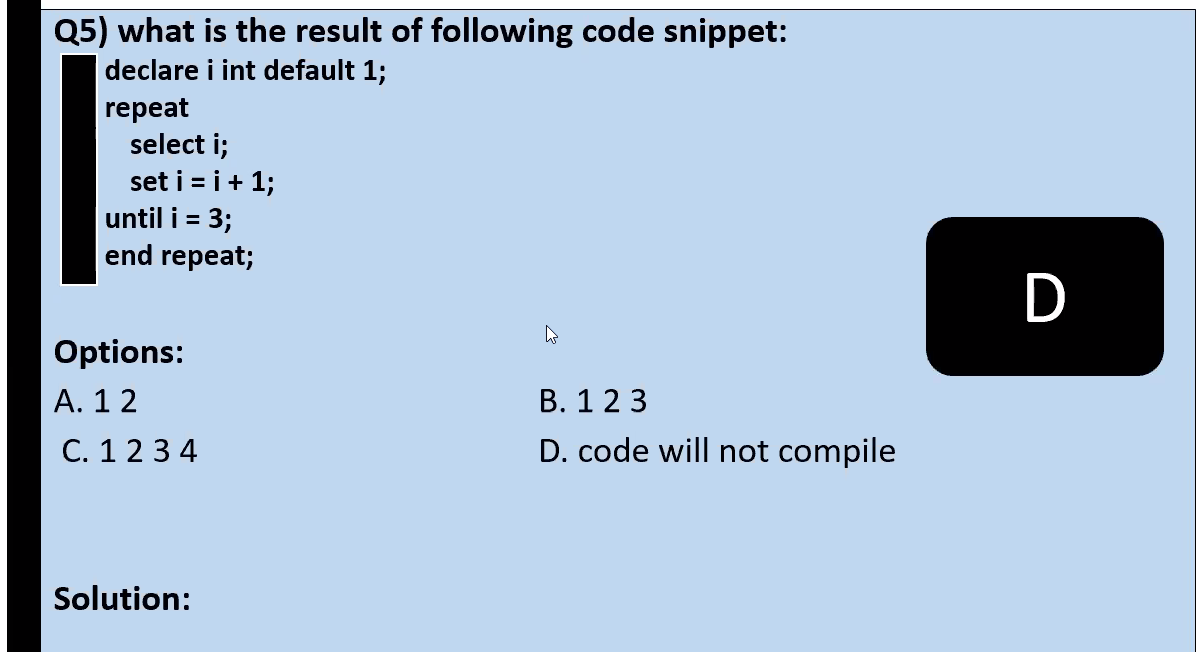 Q5) what is the result of following code snippet:
declare i int default 1;
repeat
select i;
set i = i + 1;
until i = 3;
end repeat;
D
Options:
A. 1 2
B. 1 2 3
C. 1 2 3 4
D. code will not compile
Solution: